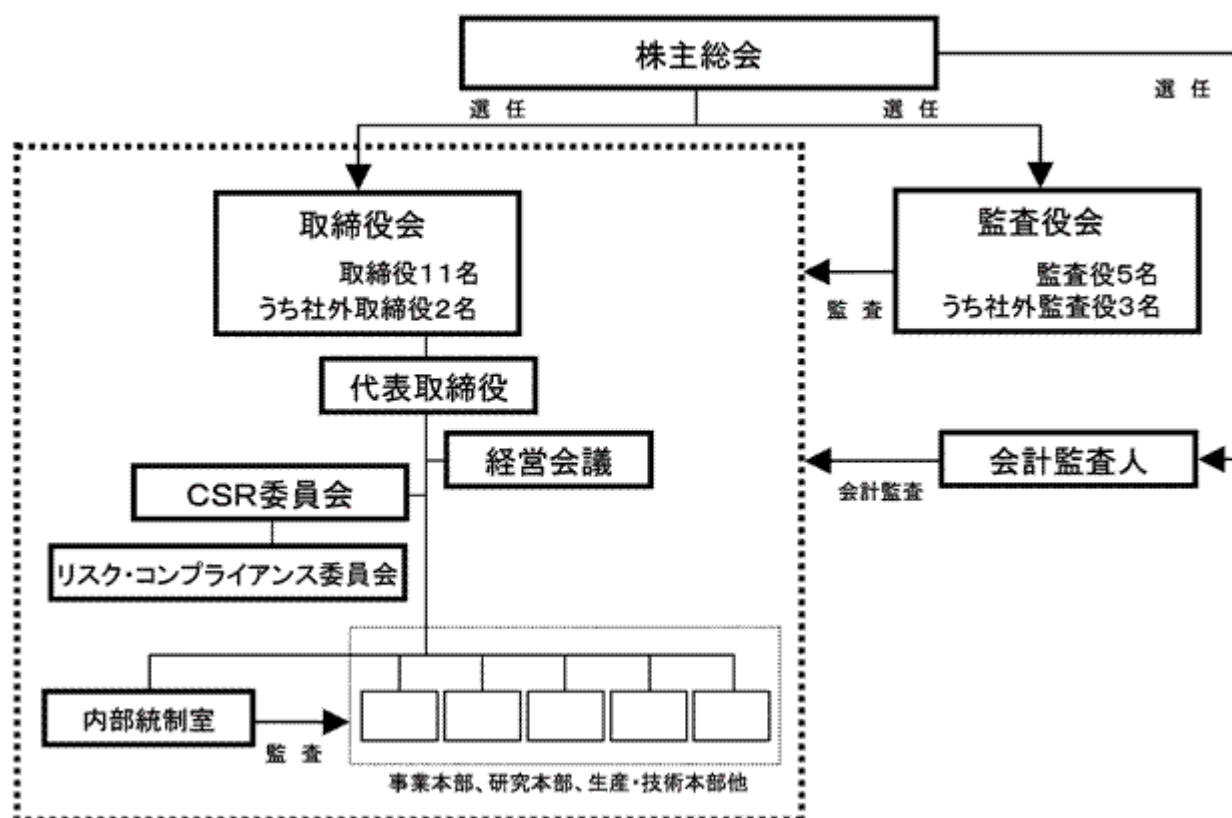 株主総会
選 任
選 任
選 任
取締役会
取締役11名
うち社外取締役2名
監査役会
監査役5名
うち社外監査役3名
監 査
代表取締役
経営会議
会計監査人
会計監査
CSR委員会
リスク・コンプライアンス委員会
内部統制室
監 査
事業本部、研究本部、生産・技術本部他